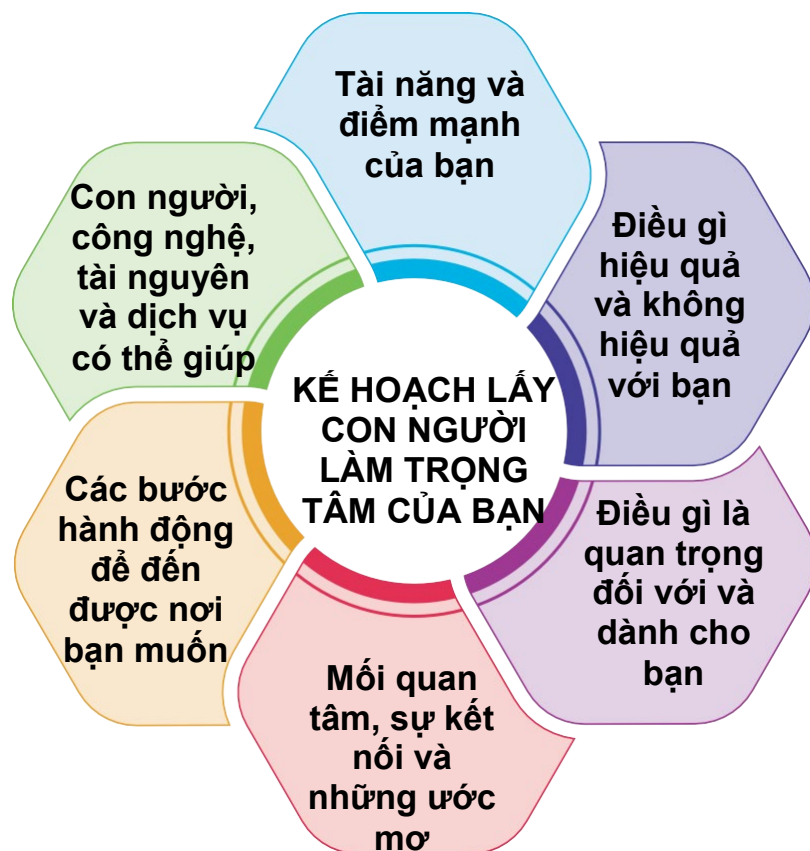 Tài năng và
điểm mạnh
của bạn
Điều gì
hiệu quả
và không
hiệu quả
với bạn
Điều gì là
quan trọng
đối với và
dành cho
bạn
Mối quan
tâm, sự kết
nối và
những ước
mơ
Các bước
hành động
để đến
được nơi
bạn muốn
Con người,
công nghệ,
tài nguyên
và dịch vụ
có thể giúp
KẾ HOẠCH LẤY
CON NGƯỜI
LÀM TRỌNG
TÂM CỦA BẠN